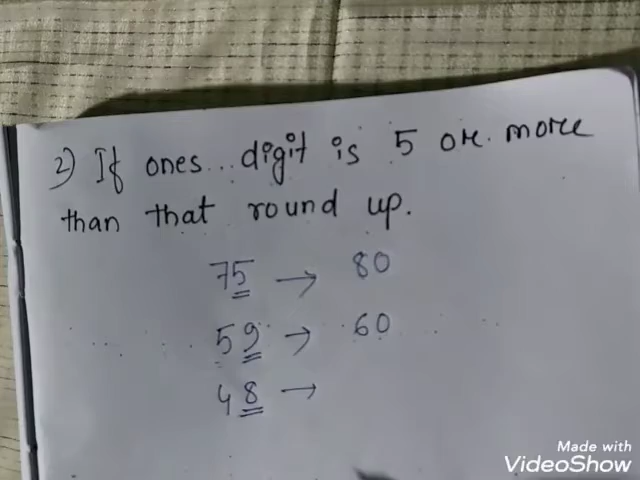 2) If ones... digit is 5 or more
than that round up.
75 → 80
59 → 60
48 →
Made with
VideoShow